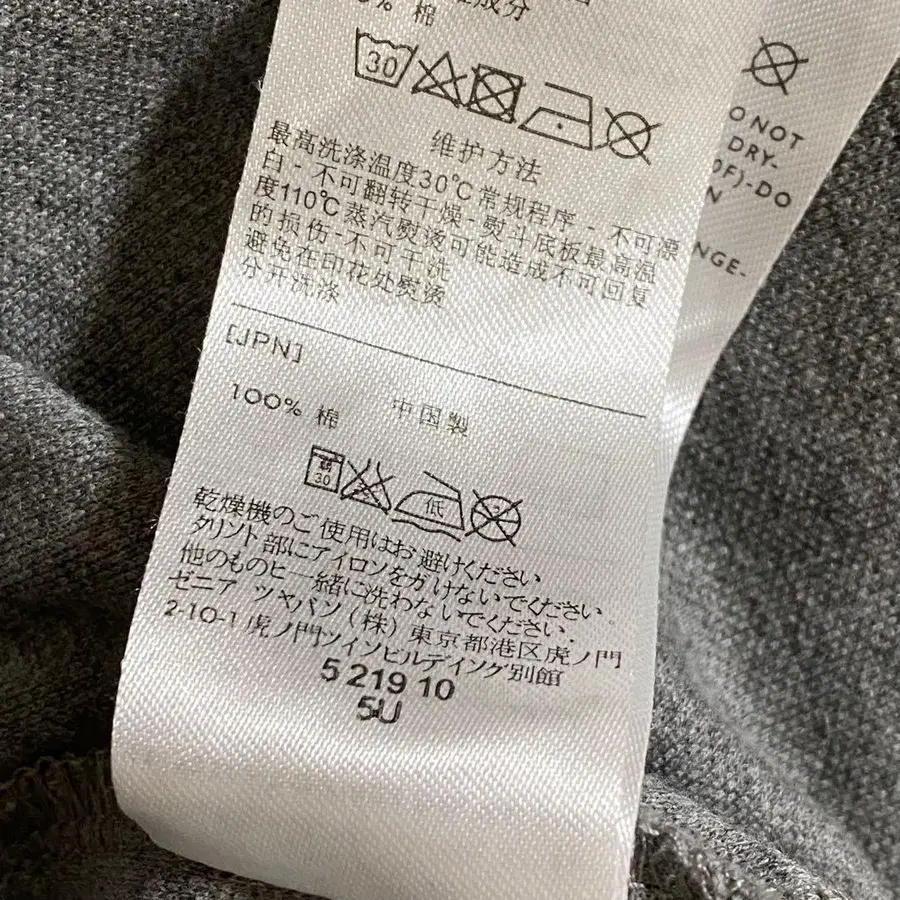 成分
% 棉
30
维护方法
最高洗涤温度30℃常规程序 - 不可漂
白 - 不可翻转干燥 - 熨斗底板最高温
度110℃蒸汽熨烫可能造成不可回复
的损伤-不可干洗
避免在印花处熨烫
分开洗涤
[JPN]
中国製
100% 棉
弱
30
低
乾燥機のご使用はお避けください
タリント部にアイロンをガけないでください
他のものヒ一緒に洗わないでください.
ゼニア ツャパン (株) 東京都港区虎ノ門
2-10-1 虎ノ門ツインビルディング別館
5 219 10
5U
O NOT
DRY-
0F)-DO
N
NGE-